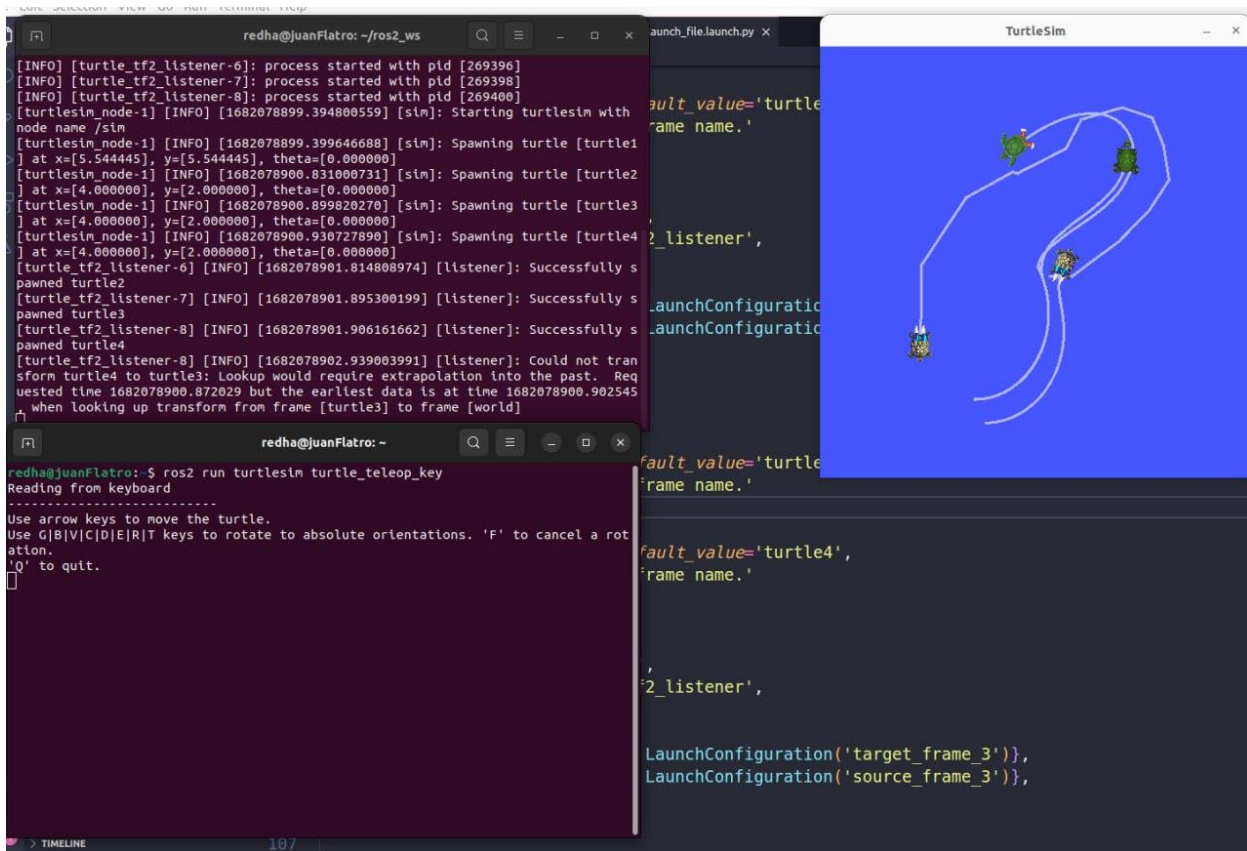 Edit Selection View Go Run Terminal Help
redha@juanFlatro: ~/ros2_ws
[INFO] [turtle_tf2_listener-6]: process started with pid [269396]
[INFO] [turtle_tf2_listener-7]: process started with pid [269398]
[INFO] [turtle_tf2_listener-8]: process started with pid [269400]
[turtlesim_node-1] [INFO] [1682078899.394800559] [sim]: Starting turtlesim with
node name /sim
[turtlesim_node-1] [INFO] [1682078899.399646688] [sim]: Spawning turtle [turtle1
] at x=[5.544445], y=[5.544445], theta=[0.000000]
[turtlesim_node-1] [INFO] [1682078900.831000731] [sim]: Spawning turtle [turtle2
] at x=[4.000000], y=[2.000000], theta=[0.000000]
[turtlesim_node-1] [INFO] [1682078900.899820270] [sim]: Spawning turtle [turtle3
] at x=[4.000000], y=[2.000000], theta=[0.000000]
[turtlesim_node-1] [INFO] [1682078900.930727890] [sim]: Spawning turtle [turtle4
] at x=[4.000000], y=[2.000000], theta=[0.000000]
[turtle_tf2_listener-6] [INFO] [1682078901.814808974] [listener]: Successfully s
pawned turtle2
[turtle_tf2_listener-7] [INFO] [1682078901.895300199] [listener]: Successfully s
pawned turtle3
[turtle_tf2_listener-8] [INFO] [1682078901.906161662] [listener]: Successfully s
pawned turtle4
[turtle_tf2_listener-8] [INFO] [1682078902.939003991] [listener]: Could not tran
sform turtle4 to turtle3: Lookup would require extrapolation into the past.  Req
uested time 1682078900.872029 but the earliest data is at time 1682078900.902545
, when looking up transform from frame [turtle3] to frame [world]
redha@juanFlatro: ~
redha@juanFlatro:~$ ros2 run turtlesim turtle_teleop_key
Reading from keyboard
---------------------------
Use arrow keys to move the turtle.
Use G|B|V|C|D|E|R|T keys to rotate to absolute orientations. 'F' to cancel a rot
ation.
'Q' to quit.
TIMELINE
107
aunch_file.launch.py
ault_value='turtle
rame name.'
,
2_listener',
LaunchConfiguratio
LaunchConfiguratio
fault_value='turtle
frame name.'
fault_value='turtle4',
frame name.'
,
f2_listener',
LaunchConfiguration('target_frame_3')},
LaunchConfiguration('source_frame_3')},
TurtleSim